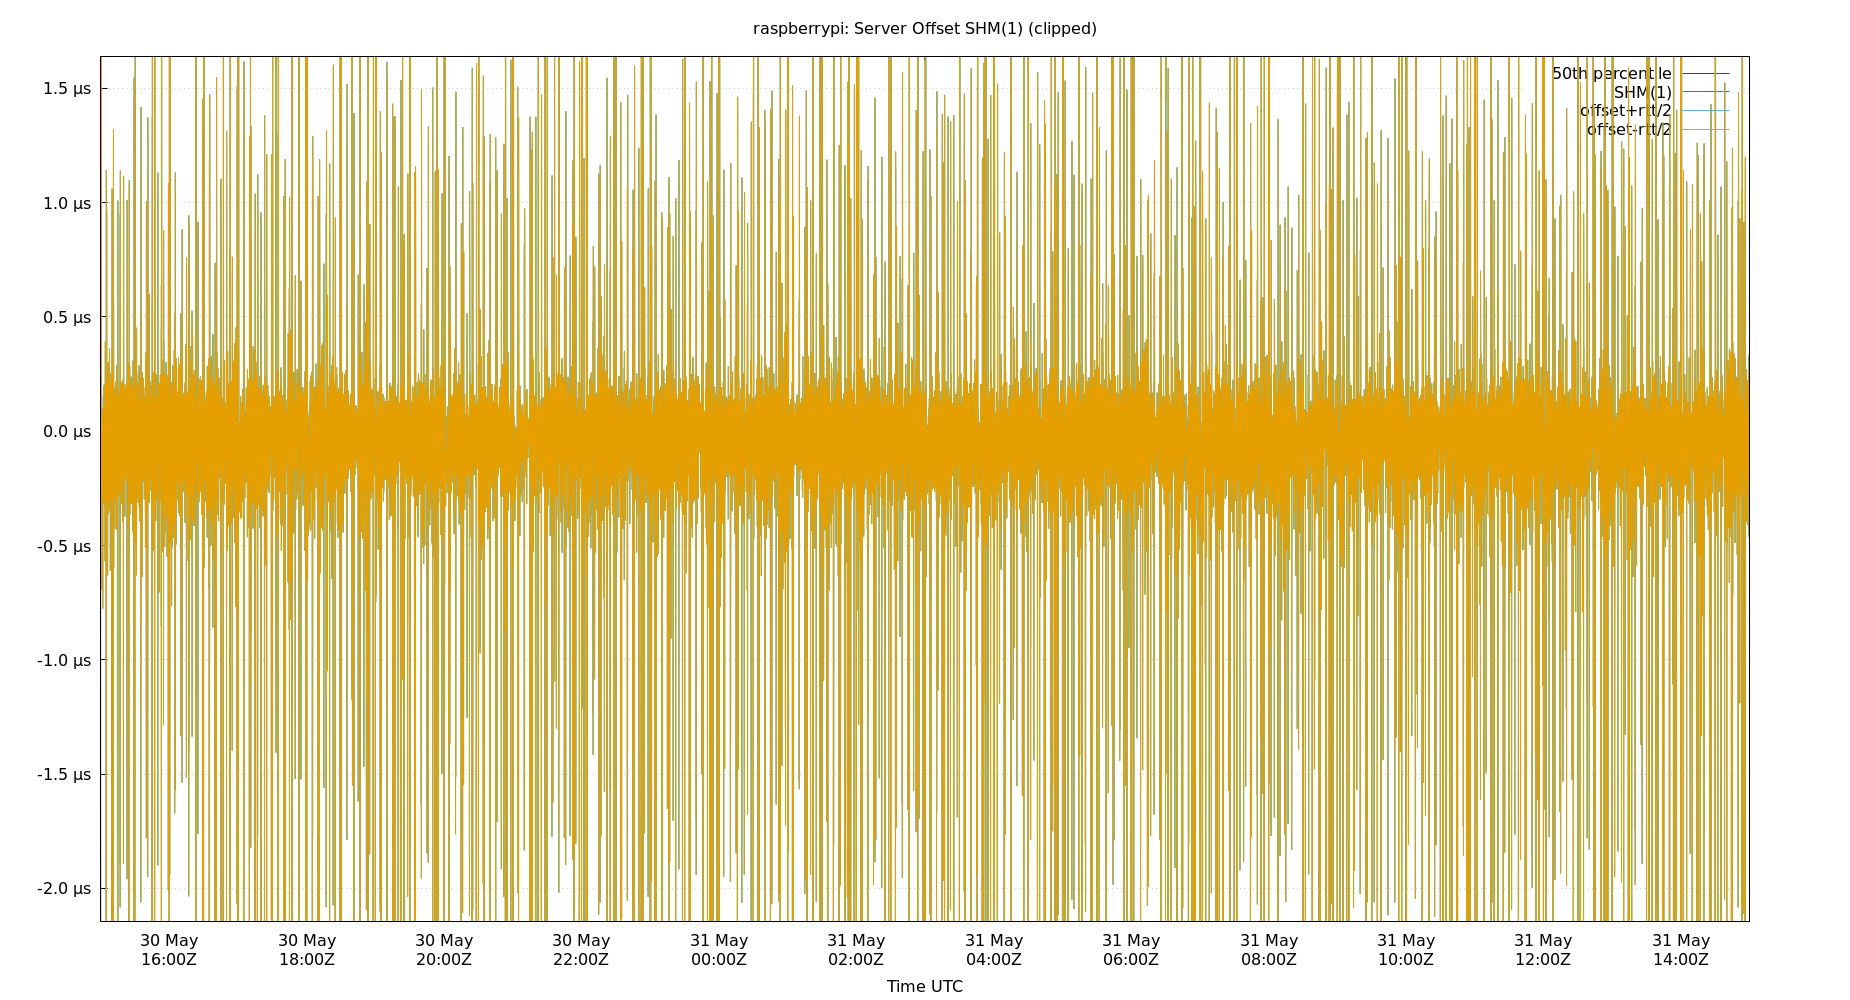 raspberrypi: Server Offset SHM(1) (clipped)
50th percentile
SHM(1)
offset+rtt/2
offset-rtt/2
1.5 µs
1.0 µs
0.5 µs
0.0 µs
-0.5 µs
-1.0 µs
-1.5 µs
-2.0 µs
30 May 30 May 30 May 30 May 31 May 31 May 31 May 31 May 31 May 31 May 31 May 31 May
16:00Z 18:00Z 20:00Z 22:00Z 00:00Z 02:00Z 04:00Z 06:00Z 08:00Z 10:00Z 12:00Z 14:00Z
Time UTC